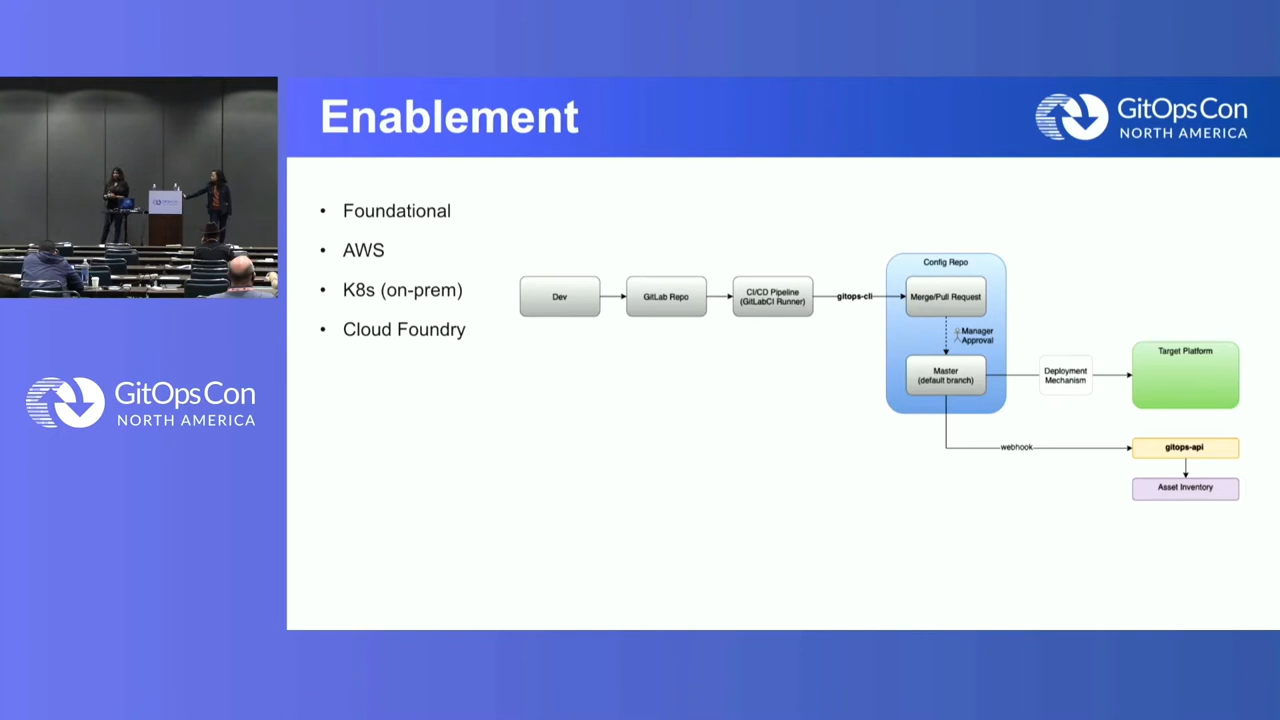 Enablement
GitOpsCon
NORTH AMERICA
• Foundational
• AWS
• K8s (on-prem)
• Cloud Foundry
Dev
GitLab Repo
CI/CD Pipeline
(GitLabCI Runner)
gitops-cli
Config Repo
Merge/Pull Request
Manager
Approval
Master
(default branch)
Deployment
Mechanism
Target Platform
webhook
gitops-api
Asset Inventory
GitOpsCon
NORTH AMERICA